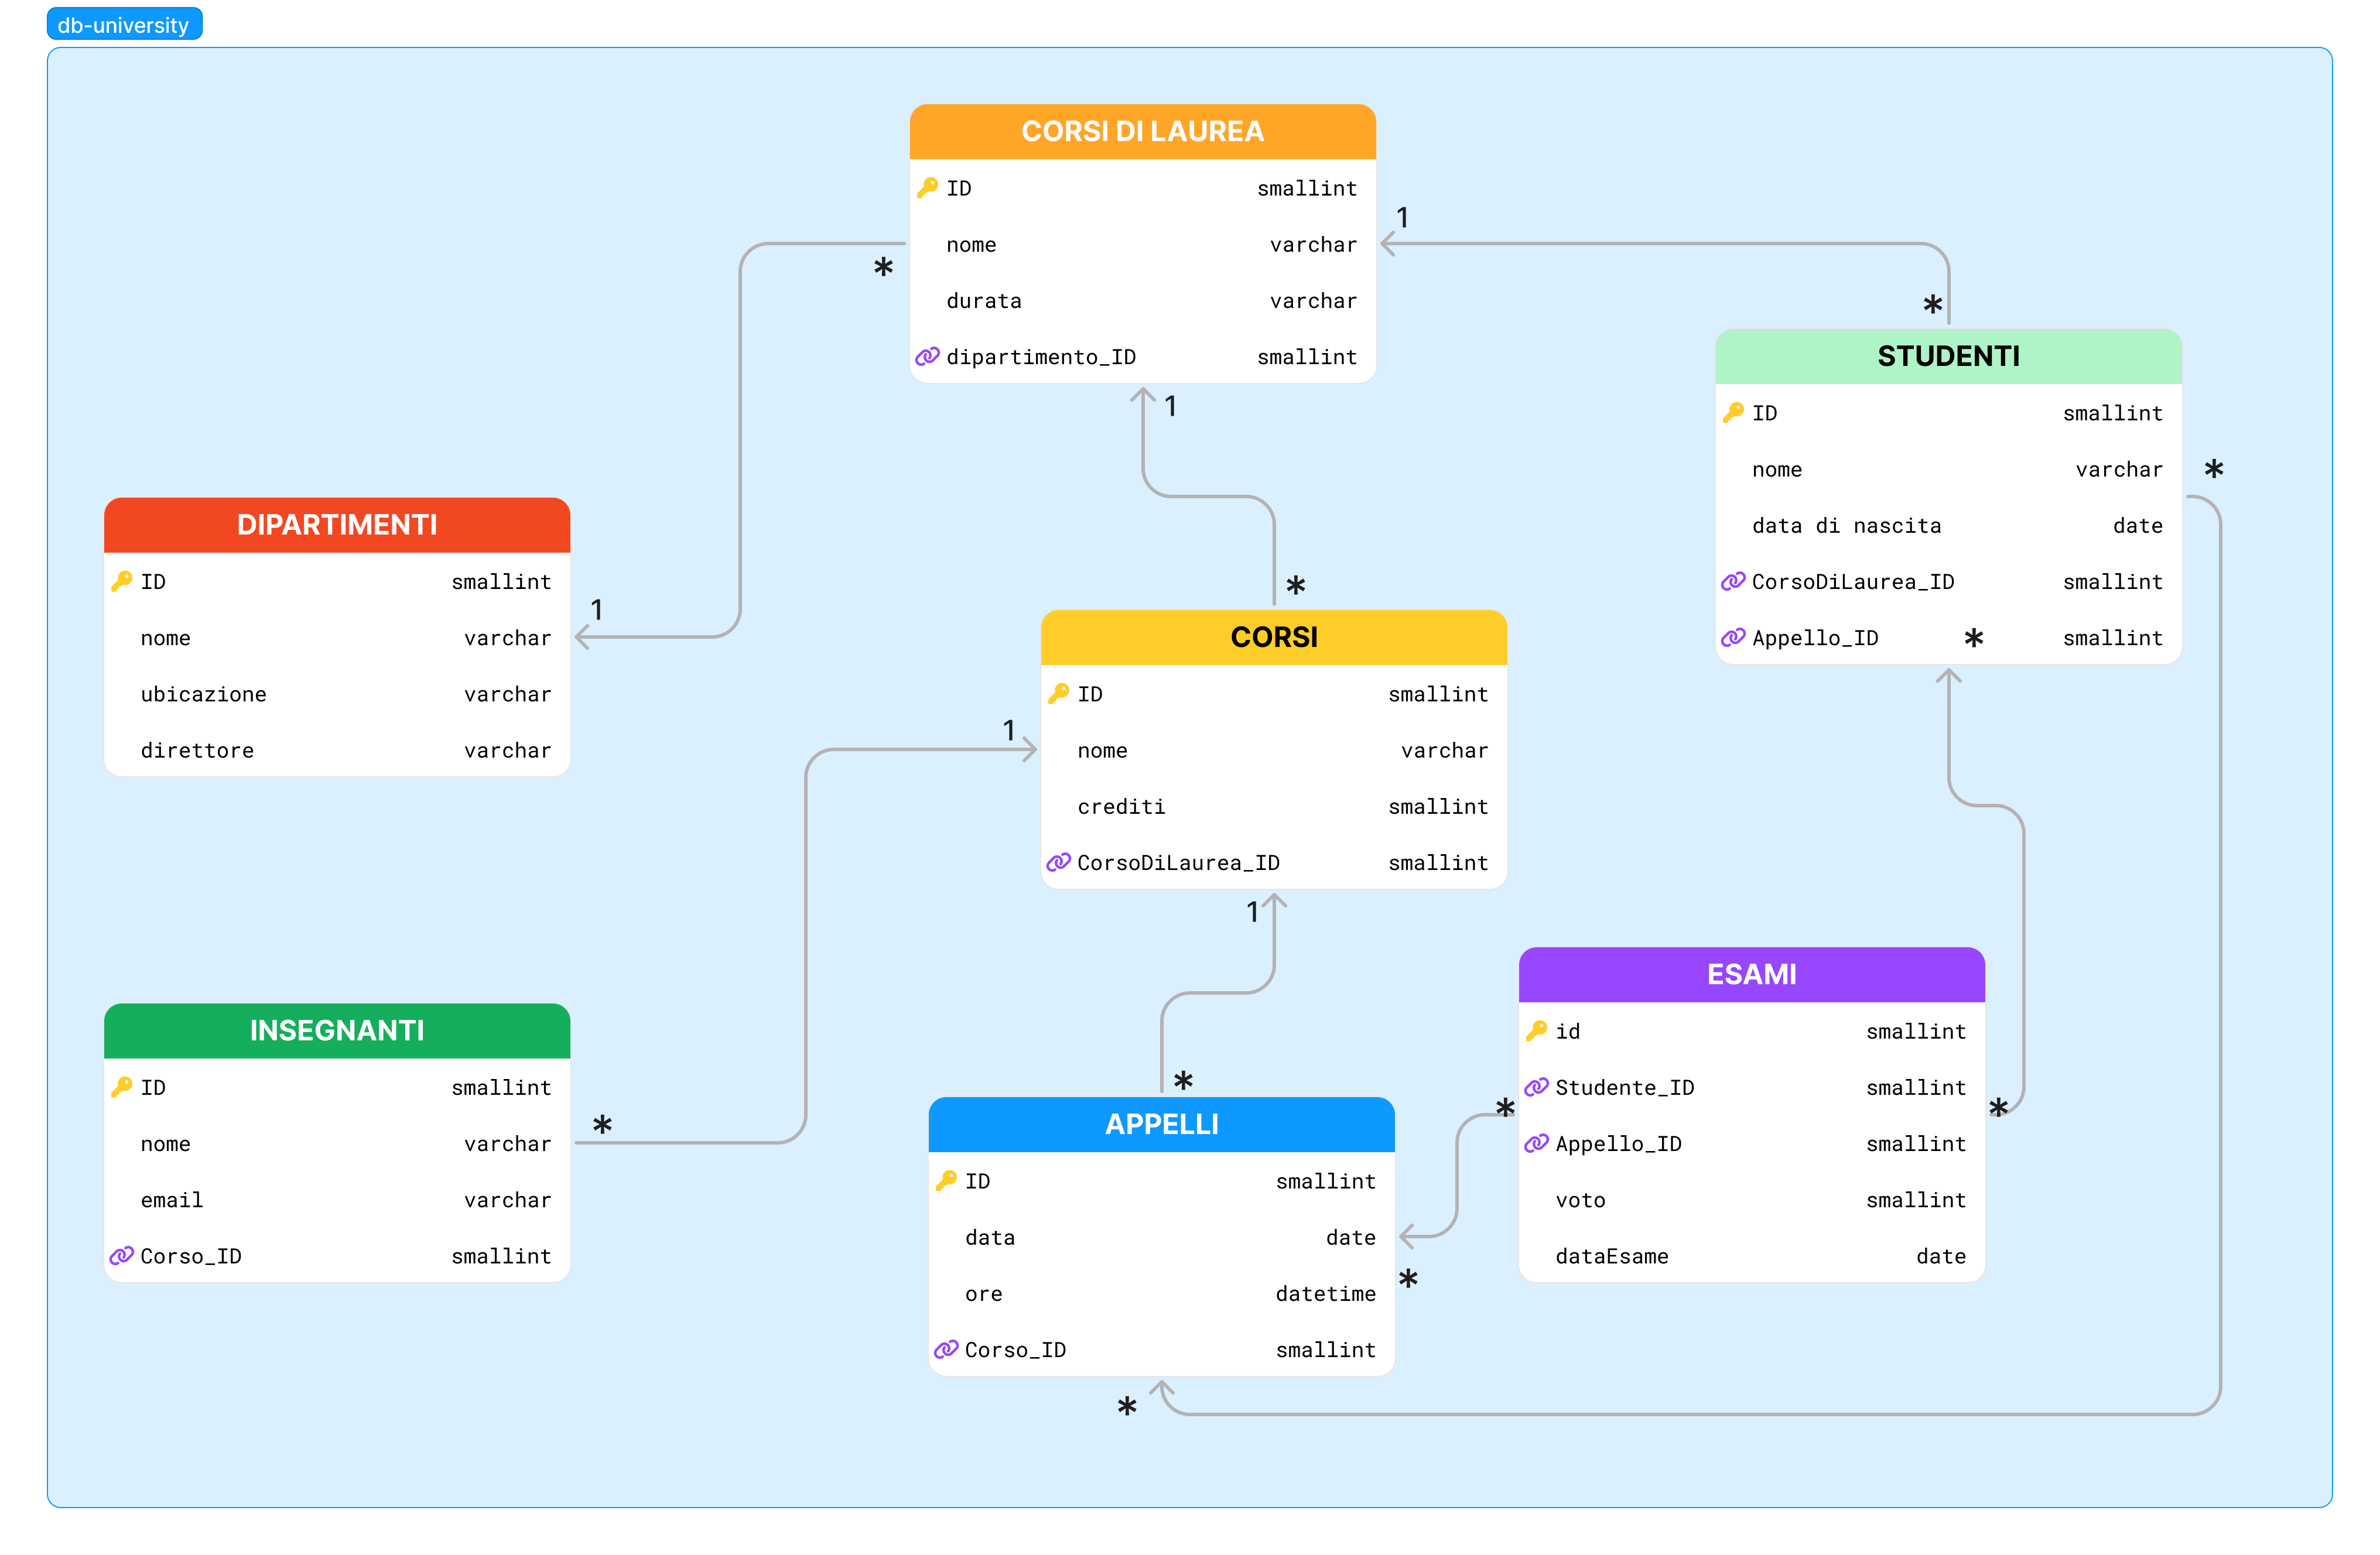 db-university
CORSI DI LAUREA
ID smallint
nome varchar
durata varchar
dipartimento_ID smallint
1
*
*
1
STUDENTI
ID smallint
nome varchar
data di nascita date
CorsoDiLaurea_ID smallint
Appello_ID * smallint
*
DIPARTIMENTI
ID smallint
nome varchar
ubicazione varchar
direttore varchar
1
*
CORSI
ID smallint
nome varchar
crediti smallint
CorsoDiLaurea_ID smallint
1
1
INSEGNANTI
ID smallint
nome varchar
email varchar
Corso_ID smallint
*
*
APPELLI
ID smallint
data date
ore datetime
Corso_ID smallint
*
*
ESAMI
id smallint
Studente_ID smallint
Appello_ID smallint
voto smallint
dataEsame date
*
*